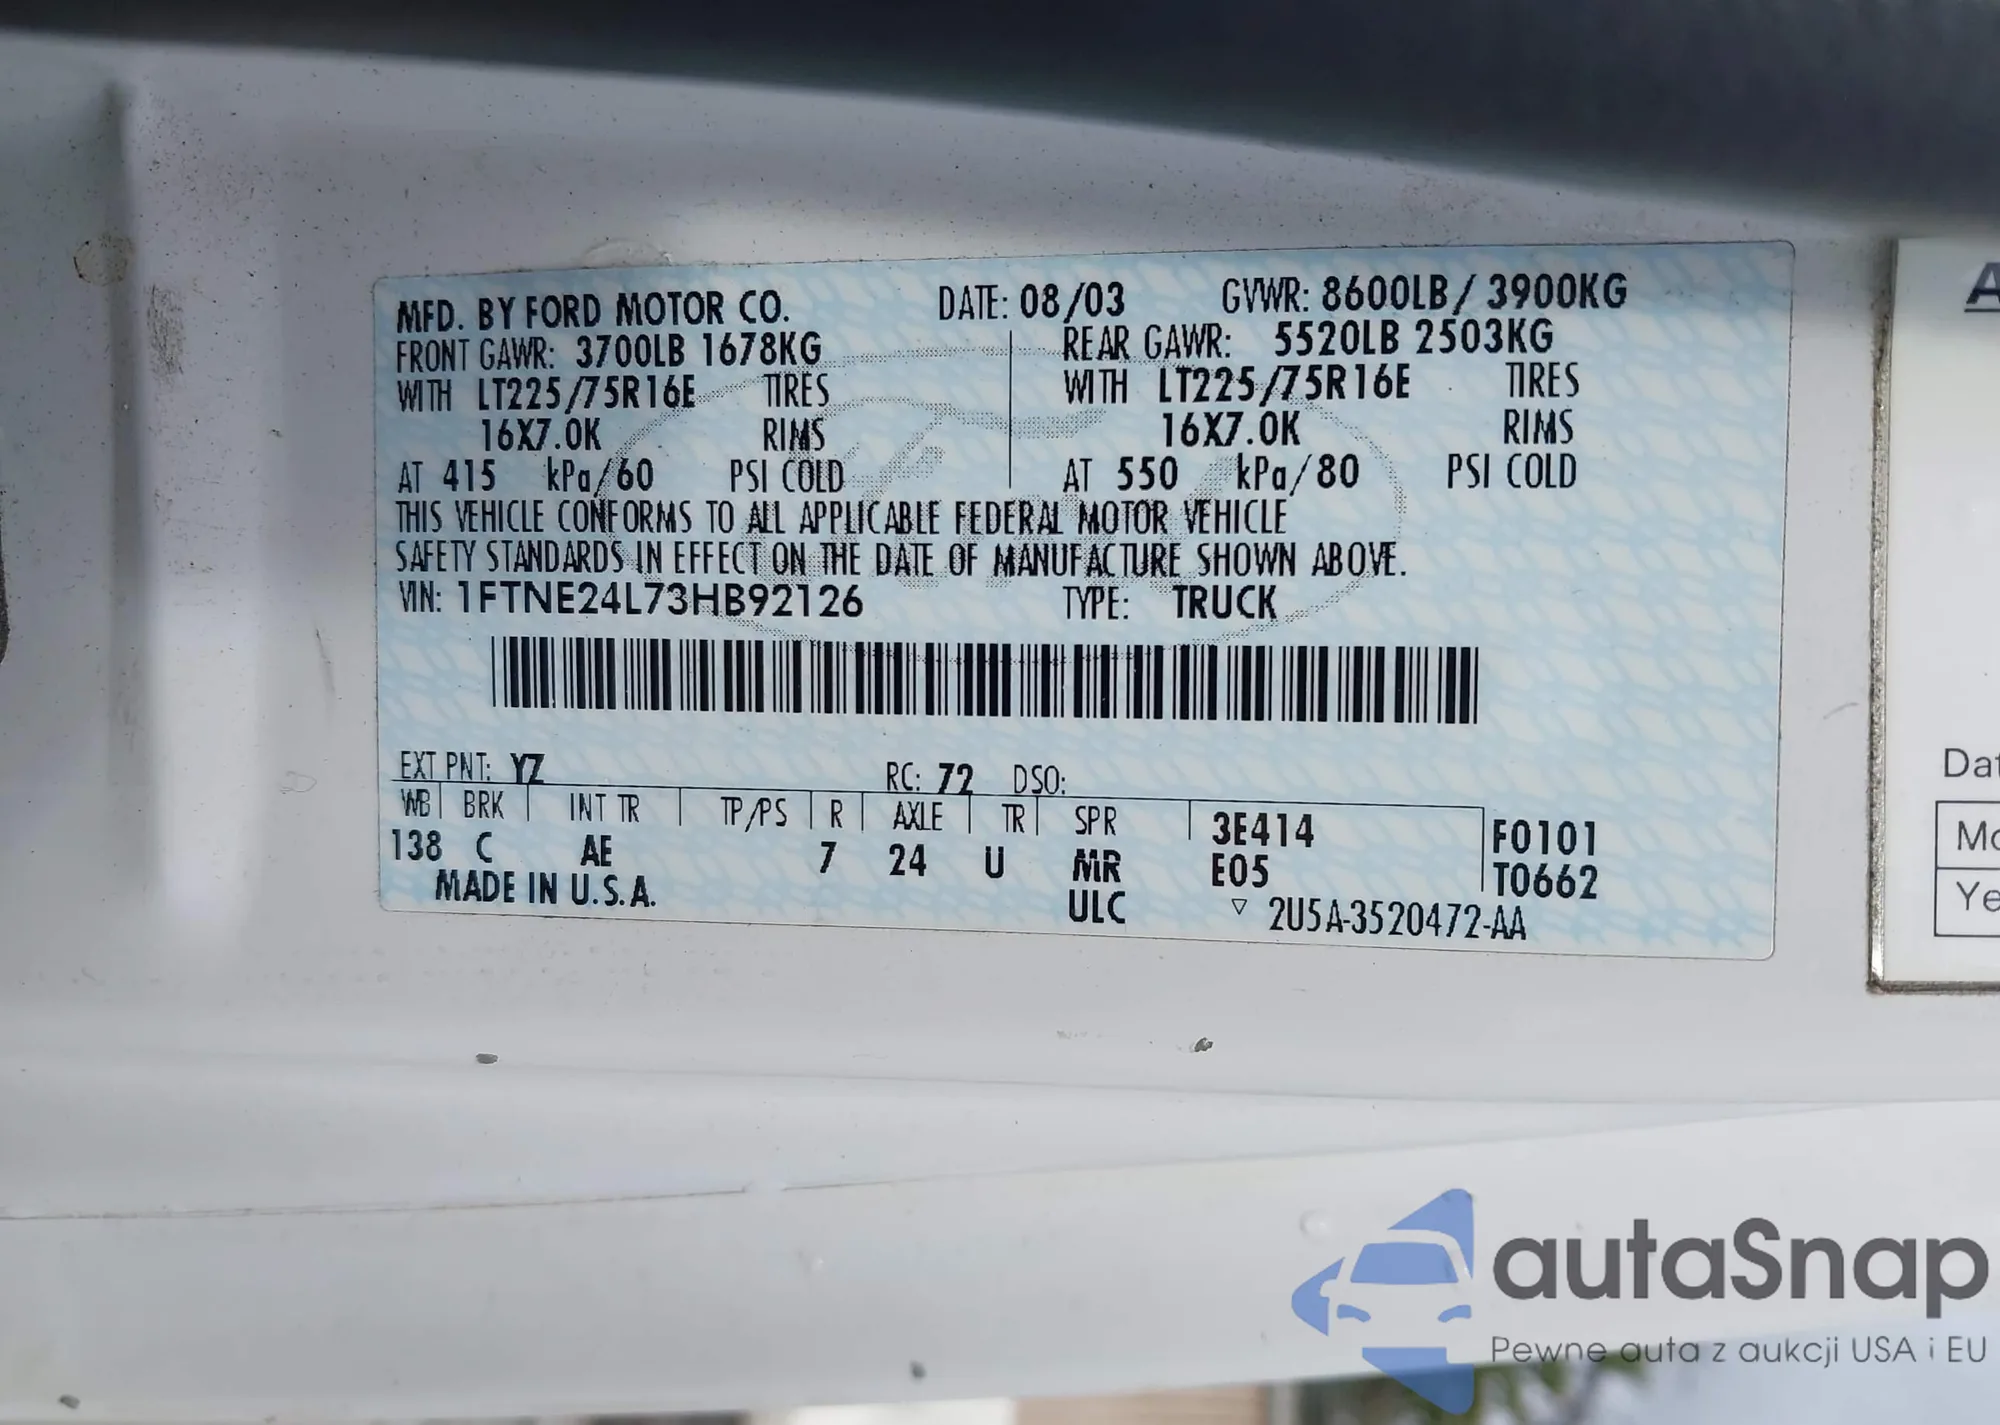 MFD. BY FORD MOTOR CO. DATE: 08/03 GVWR: 8600LB/ 3900KG
FRONT GAWR: 3700LB 1678KG REAR GAWR: 5520LB 2503KG
WITH LT225/75R16E TIRES WITH LT225/75R16E TIRES
16X7.0K RIMS 16X7.0K RIMS
AT 415 kPa/60 PSI COLD AT 550 kPa/80 PSI COLD
THIS VEHICLE CONFORMS TO ALL APPLICABLE FEDERAL MOTOR VEHICLE
SAFETY STANDARDS IN EFFECT ON THE DATE OF MANUFACTURE SHOWN ABOVE.
VIN: 1FTNE24L73HB92126 TYPE: TRUCK
EXT PNT: YZ RC: 72 DSO:
WB BRK INT TR TP/PS R AXLE TR SPR 3E414 F0101
138 C AE 7 24 U MR E05 T0662
MADE IN U.S.A. ULC ▽ 2U5A-3520472-AA
autaSnap
Pewne auta z aukcji USA i EU